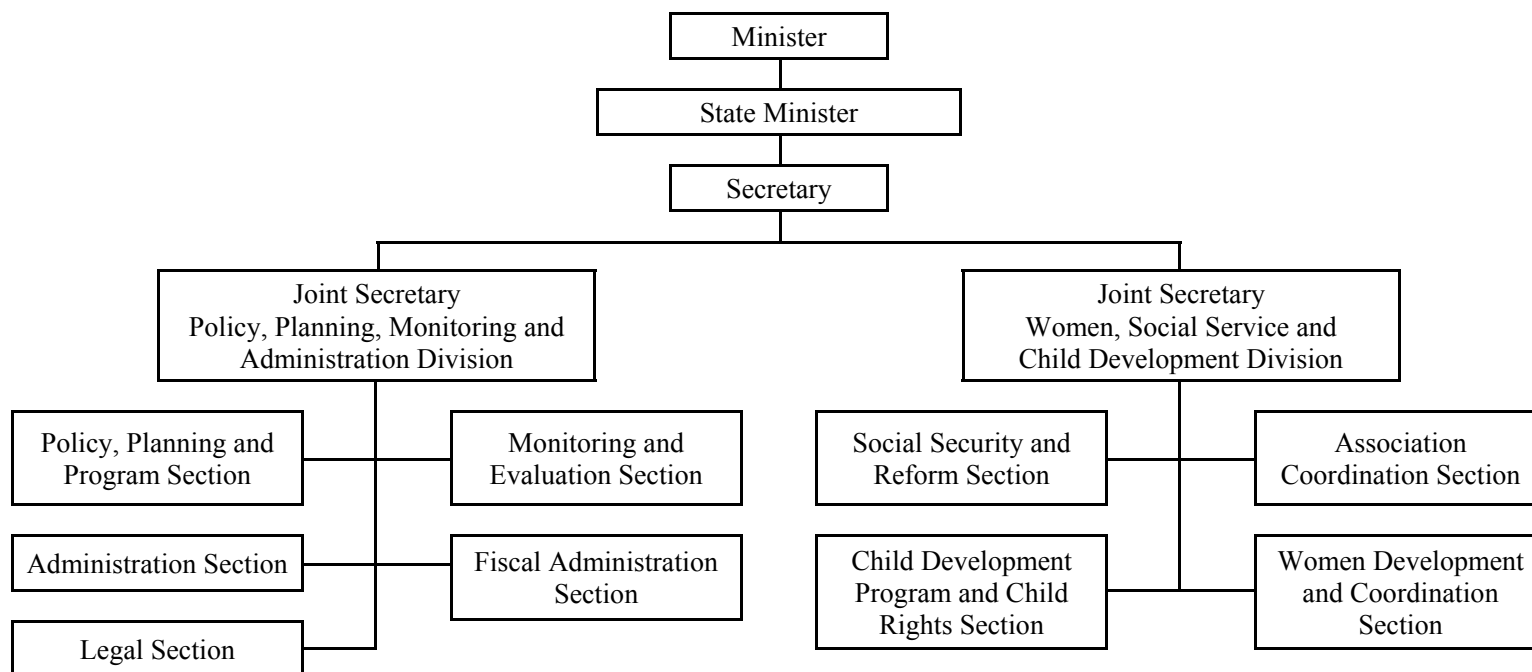 Minister
State Minister
Secretary
Joint Secretary
Policy, Planning, Monitoring and
Administration Division
Joint Secretary
Women, Social Service and
Child Development Division
Policy, Planning and
Program Section
Monitoring and
Evaluation Section
Social Security and
Reform Section
Association
Coordination Section
Administration Section
Fiscal Administration
Section
Child Development
Program and Child
Rights Section
Women Development
and Coordination
Section
Legal Section